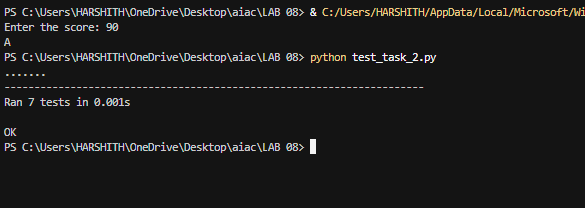 PS C:\Users\HARSHITH\OneDrive\Desktop\aiac\LAB 08> & C:/Users/HARSHITH/AppData/Local/Microsoft/Wi
Enter the score: 90
A
PS C:\Users\HARSHITH\OneDrive\Desktop\aiac\LAB 08> python test_task_2.py
.......
----------------------------------------------------------------------
Ran 7 tests in 0.001s
OK
PS C:\Users\HARSHITH\OneDrive\Desktop\aiac\LAB 08>